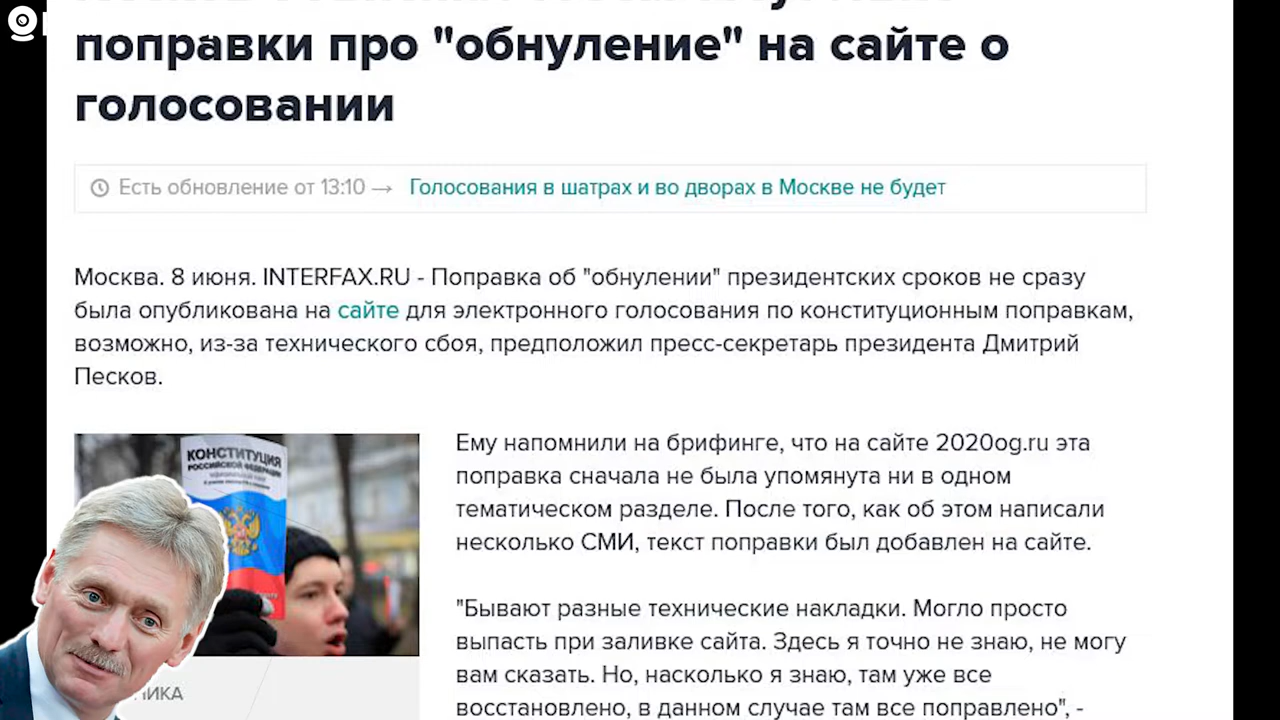 поправки про "обнуление" на сайте о
голосовании
Есть обновление от 13:10 → Голосования в шатрах и во дворах в Москве не будет
Москва. 8 июня. INTERFAX.RU - Поправка об "обнулении" президентских сроков не сразу
была опубликована на сайте для электронного голосования по конституционным поправкам,
возможно, из-за технического сбоя, предположил пресс-секретарь президента Дмитрий
Песков.
КОНСТИТУЦИЯ
РОССИЙСКОЙ ФЕДЕРАЦИИ
Ему напомнили на брифинге, что на сайте 2020og.ru эта
поправка сначала не была упомянута ни в одном
тематическом разделе. После того, как об этом написали
несколько СМИ, текст поправки был добавлен на сайте.
"Бывают разные технические накладки. Могло просто
выпасть при заливке сайта. Здесь я точно не знаю, не могу
вам сказать. Но, насколько я знаю, там уже все
восстановлено, в данном случае там все поправлено", -